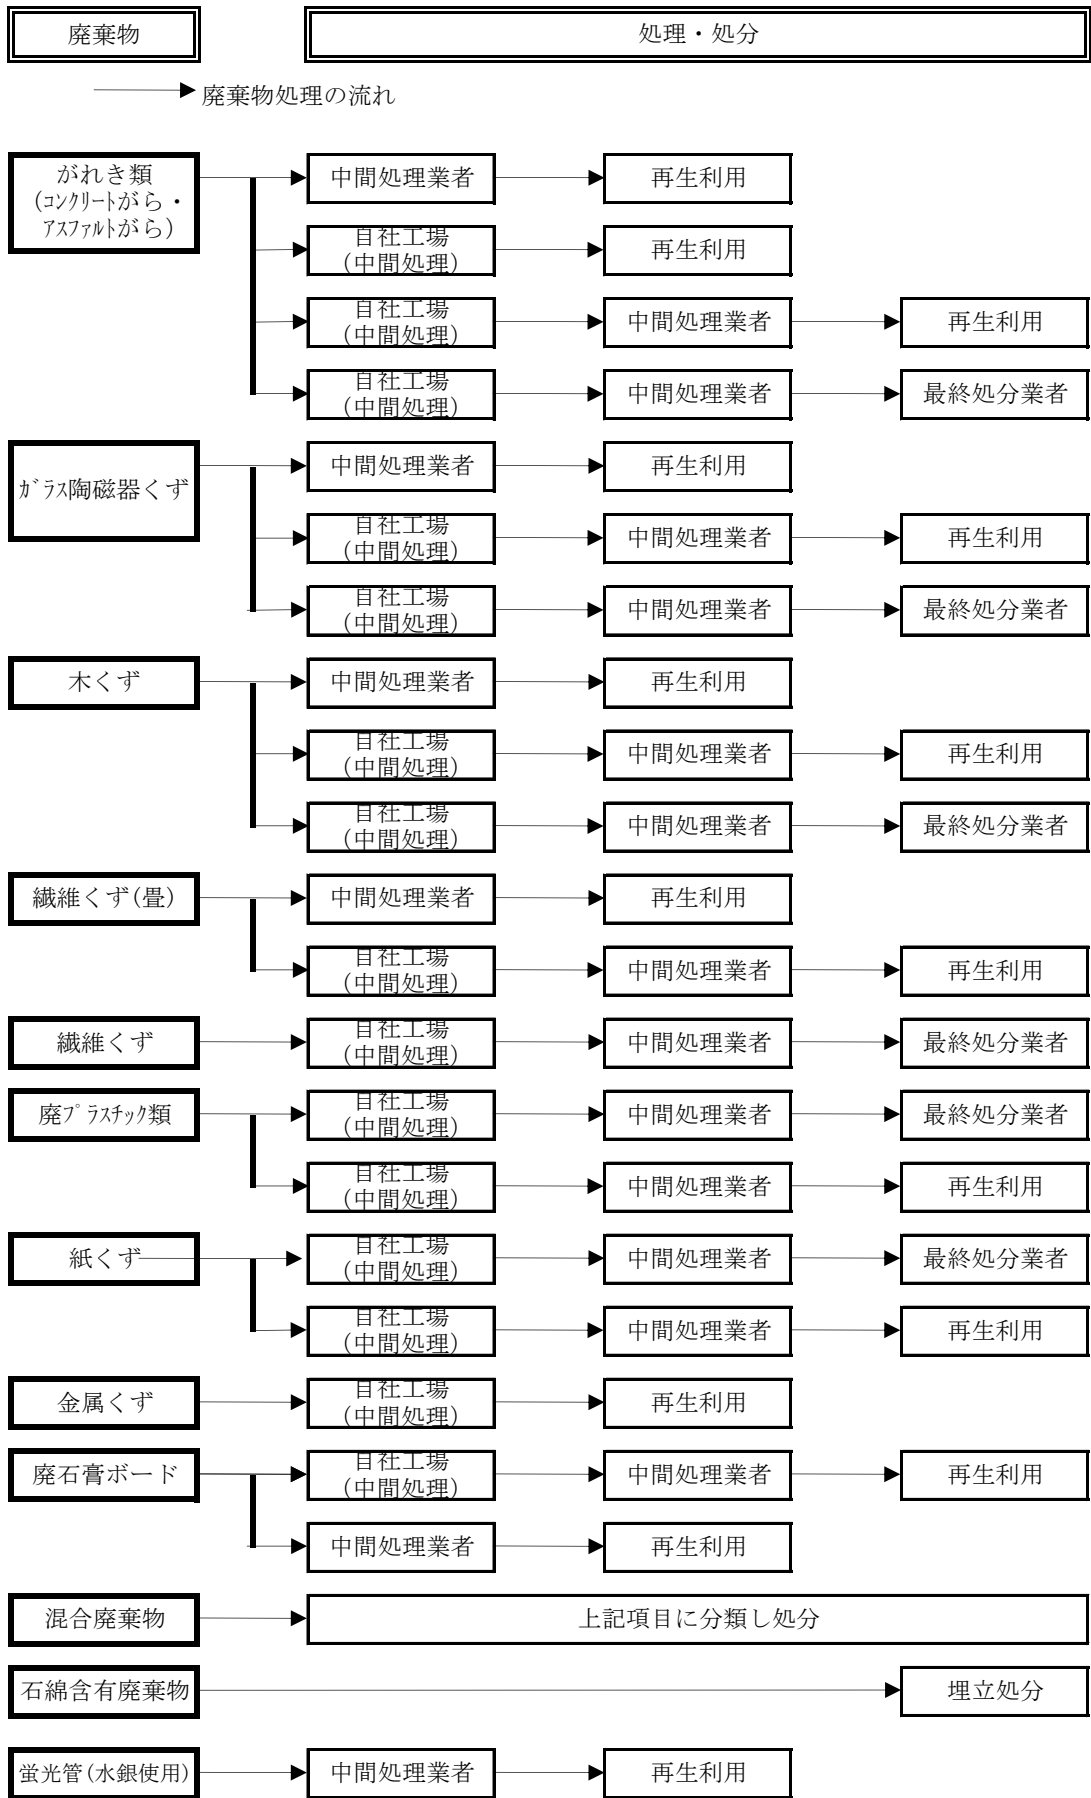 廃棄物
処理・処分
廃棄物処理の流れ
がれき類
(ｺﾝｸﾘｰﾄがら・
ｱｽﾌｧﾙﾄがら)
中間処理業者
再生利用
自社工場
(中間処理)
再生利用
自社工場
(中間処理)
中間処理業者
再生利用
自社工場
(中間処理)
中間処理業者
最終処分業者
ｶﾞﾗｽ陶磁器くず
中間処理業者
再生利用
自社工場
(中間処理)
中間処理業者
再生利用
自社工場
(中間処理)
中間処理業者
最終処分業者
木くず
中間処理業者
再生利用
自社工場
(中間処理)
中間処理業者
再生利用
自社工場
(中間処理)
中間処理業者
最終処分業者
繊維くず(畳)
中間処理業者
再生利用
自社工場
(中間処理)
中間処理業者
再生利用
繊維くず
自社工場
(中間処理)
中間処理業者
最終処分業者
廃ﾌﾟﾗｽﾁｯｸ類
自社工場
(中間処理)
中間処理業者
最終処分業者
自社工場
(中間処理)
中間処理業者
再生利用
紙くず
自社工場
(中間処理)
中間処理業者
最終処分業者
自社工場
(中間処理)
中間処理業者
再生利用
金属くず
自社工場
(中間処理)
再生利用
廃石膏ボード
自社工場
(中間処理)
中間処理業者
再生利用
中間処理業者
再生利用
混合廃棄物
上記項目に分類し処分
石綿含有廃棄物
埋立処分
蛍光管(水銀使用)
中間処理業者
再生利用